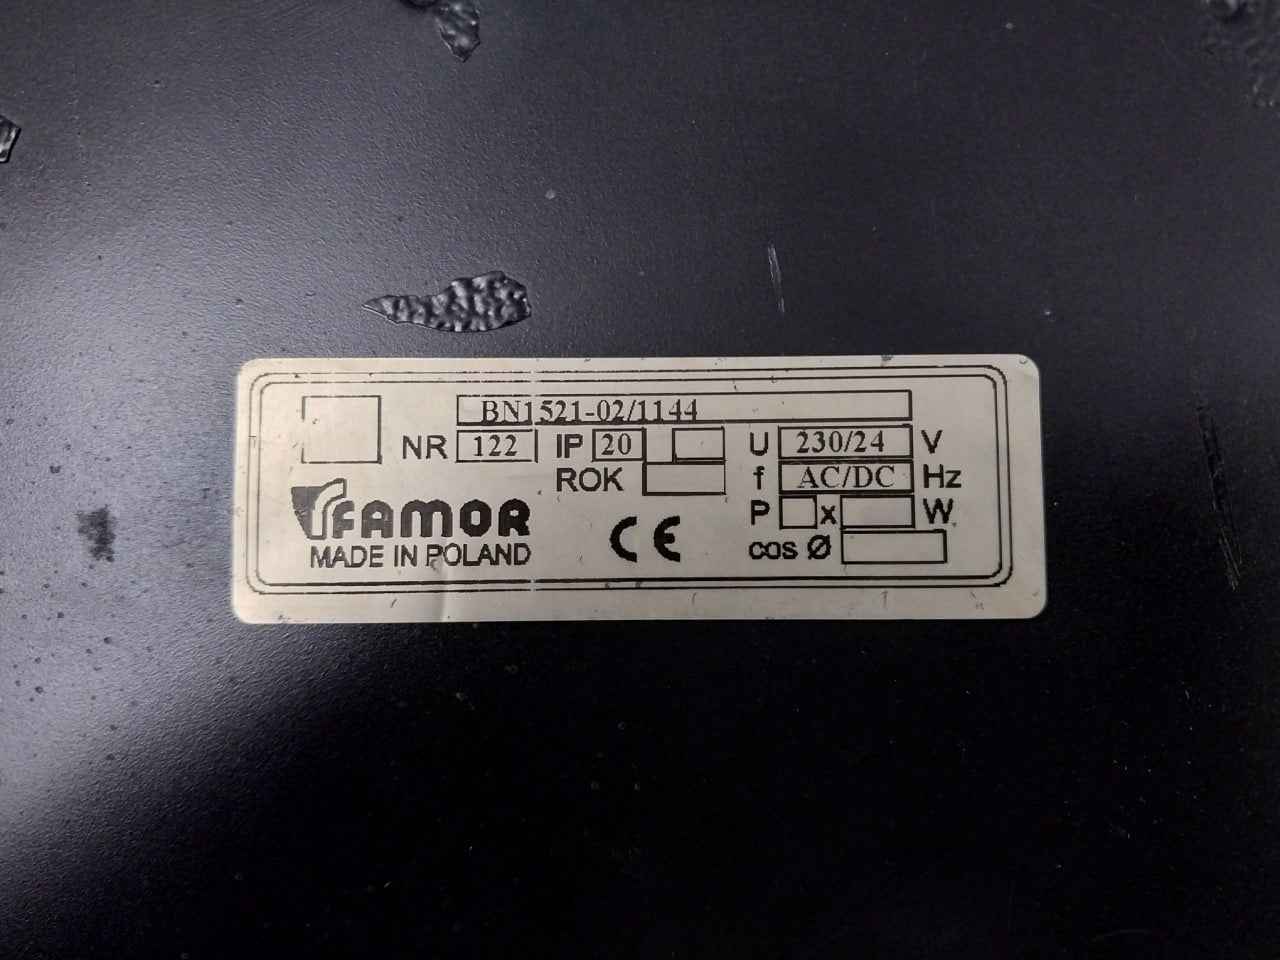 BN1521-02/1144
NR 122 IP 20 U 230/24 V
ROK f AC/DC Hz
FAMOR P x W
MADE IN POLAND CE cos Ø